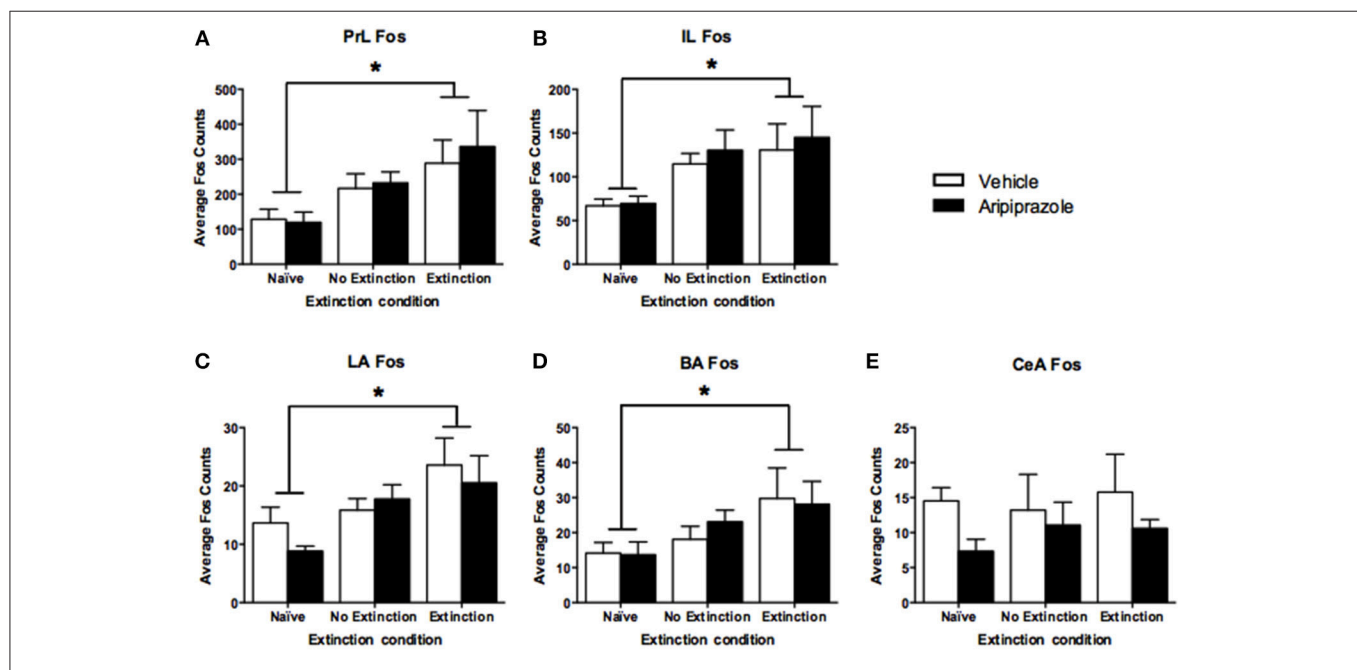 A PrL Fos
*
Average Fos Counts
500
400
300
200
100
0
Naïve No Extinction Extinction
Extinction condition
B IL Fos
*
Average Fos Counts
200
150
100
50
0
Naïve No Extinction Extinction
Extinction condition
Vehicle
Aripiprazole
C LA Fos
*
Average Fos Counts
30
20
10
0
Naïve No Extinction Extinction
Extinction condition
D BA Fos
*
Average Fos Counts
50
40
30
20
10
0
Naïve No Extinction Extinction
Extinction condition
E CeA Fos
Average Fos Counts
25
20
15
10
5
0
Naïve No Extinction Extinction
Extinction condition